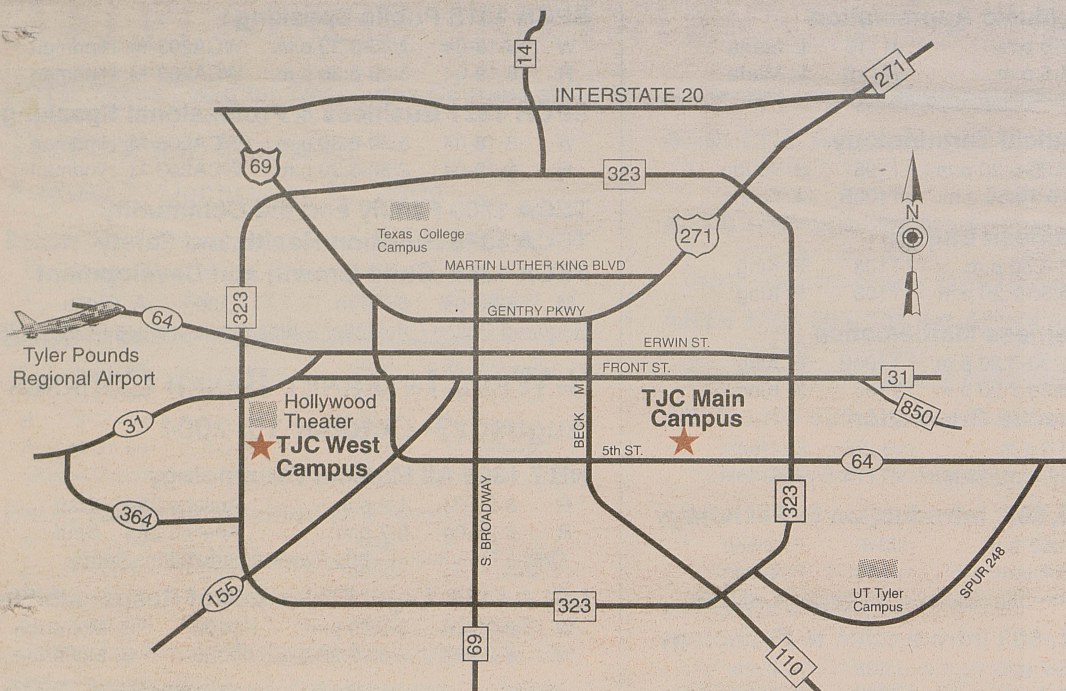 14
271
INTERSTATE 20
69
323
N
Texas College
Campus
271
MARTIN LUTHER KING BLVD
323
GENTRY PKWY
64
ERWIN ST.
Tyler Pounds
Regional Airport
FRONT ST.
31
Hollywood
Theater
BECK M
TJC Main
Campus
850
31
TJC West
Campus
5th ST.
64
323
364
S. BROADWAY
SPUR 248
UT Tyler
Campus
155
323
69
110